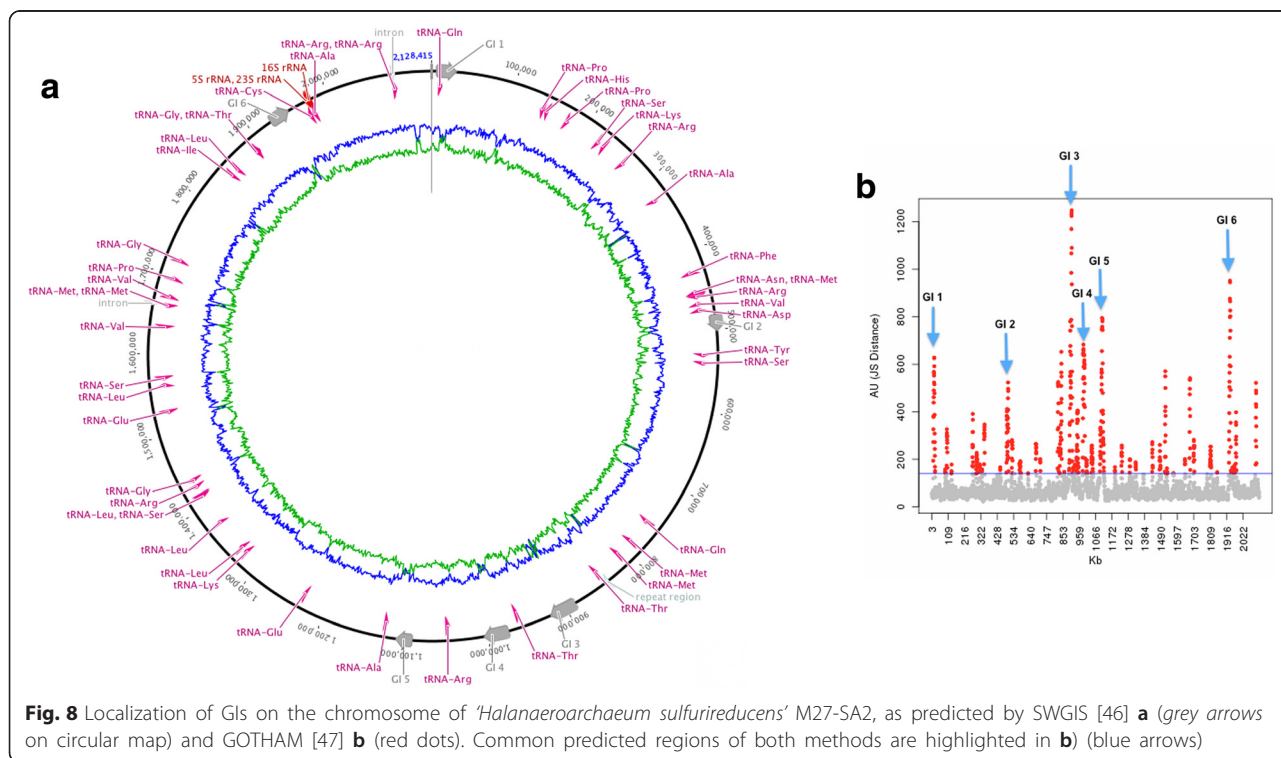 a
intron
2,128,415
tRNA-Gln
GI 1
tRNA-Arg, tRNA-Arg
tRNA-Ala
16S rRNA
5S rRNA, 23S rRNA
tRNA-Cys
GI 6
tRNA-Gly, tRNA-Thr
tRNA-Leu
tRNA-Ile
tRNA-Gly
tRNA-Pro
tRNA-Val
tRNA-Met, tRNA-Met
intron
tRNA-Val
tRNA-Ser
tRNA-Leu
tRNA-Glu
tRNA-Gly
tRNA-Arg
tRNA-Leu, tRNA-Ser
tRNA-Leu
tRNA-Leu
tRNA-Lys
tRNA-Glu
tRNA-Ala
GI 5
tRNA-Arg
GI 4
tRNA-Thr
GI 3
tRNA-Thr
repeat region
tRNA-Met
tRNA-Met
tRNA-Gln
tRNA-Ser
tRNA-Tyr
GI 2
tRNA-Asp
tRNA-Val
tRNA-Arg
tRNA-Asn, tRNA-Met
tRNA-Phe
tRNA-Ala
tRNA-Arg
tRNA-Lys
tRNA-Ser
tRNA-Pro
tRNA-His
tRNA-Pro
100,000
200,000
300,000
400,000
500,000
600,000
700,000
800,000
900,000
1,000,000
1,100,000
1,200,000
1,300,000
1,400,000
1,500,000
1,600,000
1,700,000
1,800,000
1,900,000
2,000,000
b
GI 3
GI 6
GI 5
GI 4
GI 1
GI 2
AU (JS Distance)
1200
1000
800
600
400
200
0
3 109 216 322 428 534 640 747 853 959 1066 1172 1278 1384 1490 1597 1703 1809 1916 2022
Kb
Fig. 8 Localization of GIs on the chromosome of 'Halanaeroarchaeum sulfurireducens' M27-SA2, as predicted by SWGIS [46] a (grey arrows
on circular map) and GOTHAM [47] b (red dots). Common predicted regions of both methods are highlighted in b) (blue arrows)